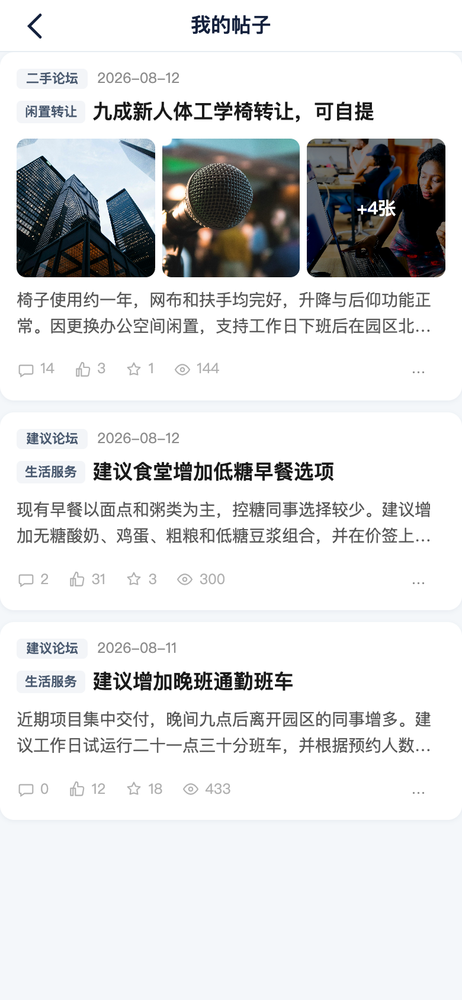 我的帖子
二手论坛 2026-08-12
闲置转让 九成新人体工学椅转让，可自提
+4张
椅子使用约一年，网布和扶手均完好，升降与后仰功能正
常。因更换办公空间闲置，支持工作日下班后在园区北...
14 3 1 144 ...
建议论坛 2026-08-12
生活服务 建议食堂增加低糖早餐选项
现有早餐以面点和粥类为主，控糖同事选择较少。建议增
加无糖酸奶、鸡蛋、粗粮和低糖豆浆组合，并在价签上...
2 31 3 300 ...
建议论坛 2026-08-11
生活服务 建议增加晚班通勤班车
近期项目集中交付，晚间九点后离开园区的同事增多。建
议工作日试运行二十一点三十分班车，并根据预约人数...
0 12 18 433 ...